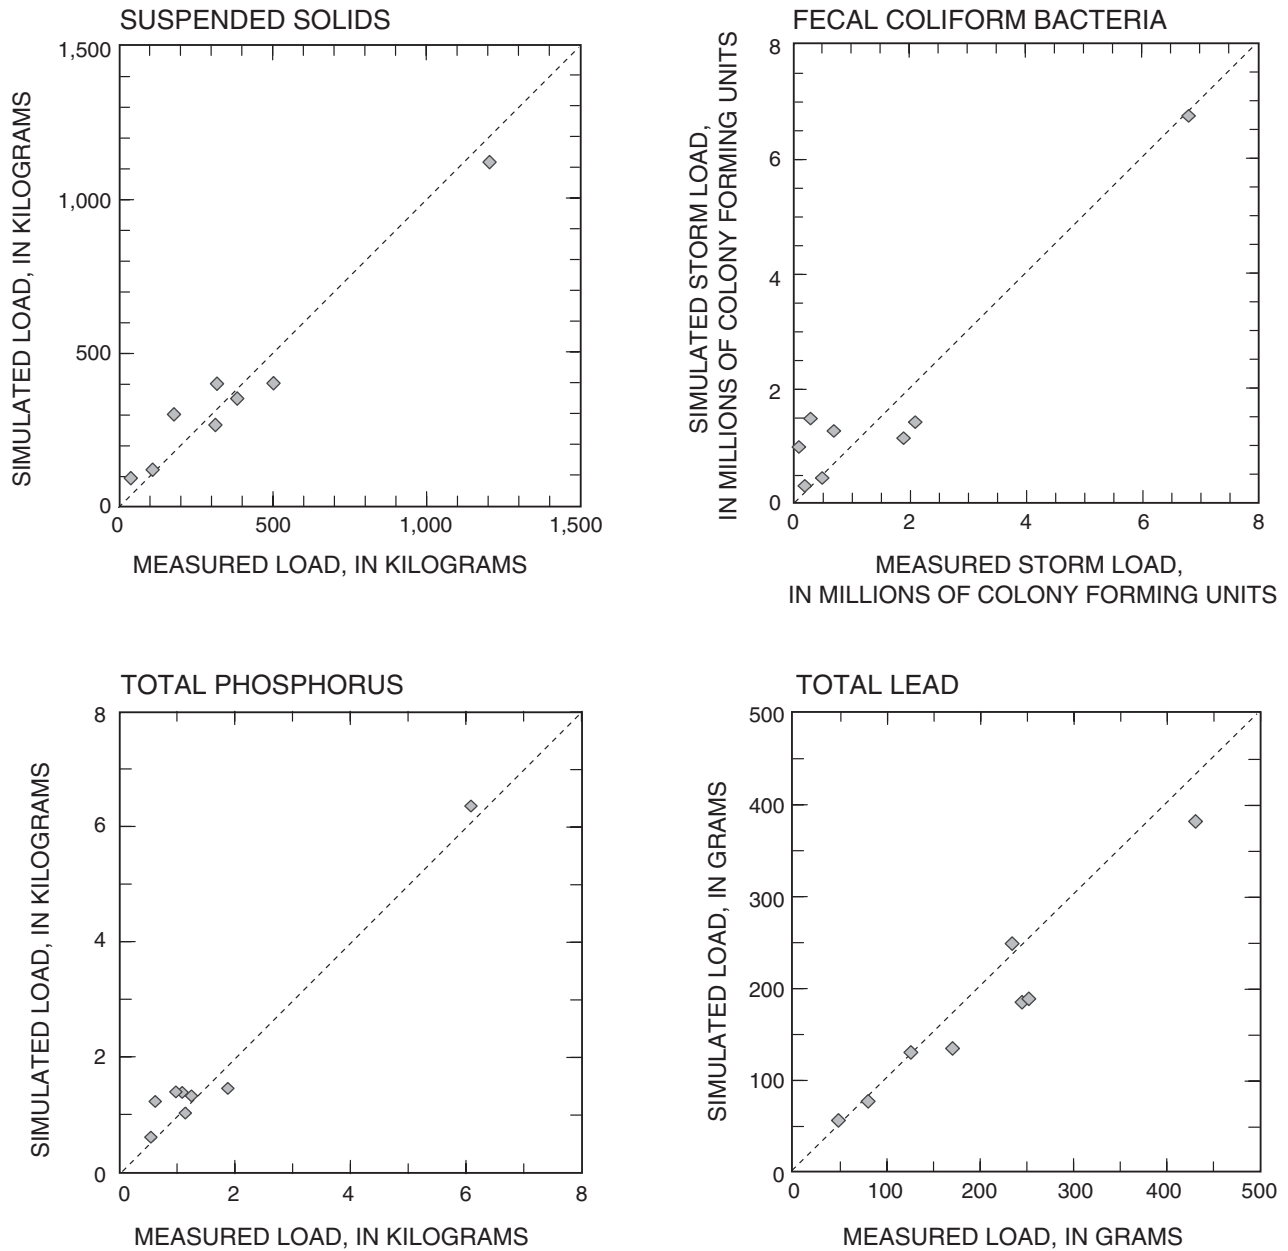 SUSPENDED SOLIDS
SIMULATED LOAD, IN KILOGRAMS
1,500
1,000
500
0
0 500 1,000 1,500
MEASURED LOAD, IN KILOGRAMS
FECAL COLIFORM BACTERIA
SIMULATED STORM LOAD,
IN MILLIONS OF COLONY FORMING UNITS
8
6
4
2
0
0 2 4 6 8
MEASURED STORM LOAD,
IN MILLIONS OF COLONY FORMING UNITS
TOTAL PHOSPHORUS
SIMULATED LOAD, IN KILOGRAMS
8
6
4
2
0
0 2 4 6 8
MEASURED LOAD, IN KILOGRAMS
TOTAL LEAD
SIMULATED LOAD, IN GRAMS
500
400
300
200
100
0
0 100 200 300 400 500
MEASURED LOAD, IN GRAMS